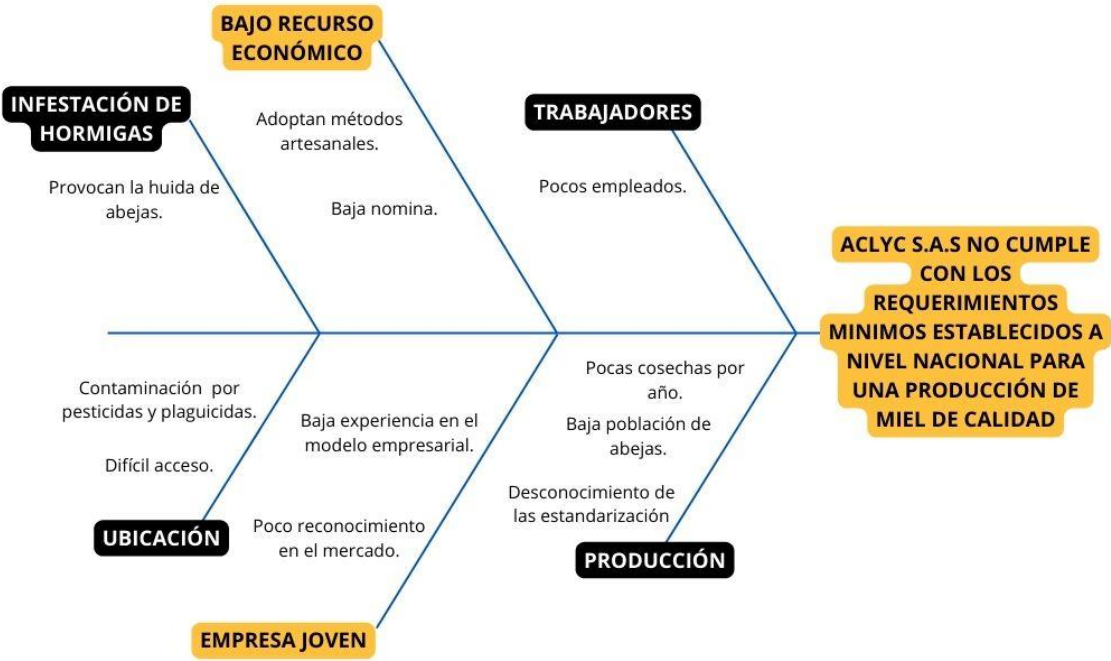 BAJO RECURSO
ECONÓMICO
INFESTACIÓN DE
HORMIGAS
TRABAJADORES
Adoptan métodos
artesanales.
Provocan la huida de
abejas.
Baja nomina.
Pocos empleados.
ACLYC S.A.S NO CUMPLE
CON LOS
REQUERIMIENTOS
MINIMOS ESTABLECIDOS A
NIVEL NACIONAL PARA
UNA PRODUCCIÓN DE
MIEL DE CALIDAD
Contaminación por
pesticidas y plaguicidas.
Difícil acceso.
UBICACIÓN
Baja experiencia en el
modelo empresarial.
Poco reconocimiento
en el mercado.
EMPRESA JOVEN
Pocas cosechas por
año.
Baja población de
abejas.
Desconocimiento de
las estandarización
PRODUCCIÓN